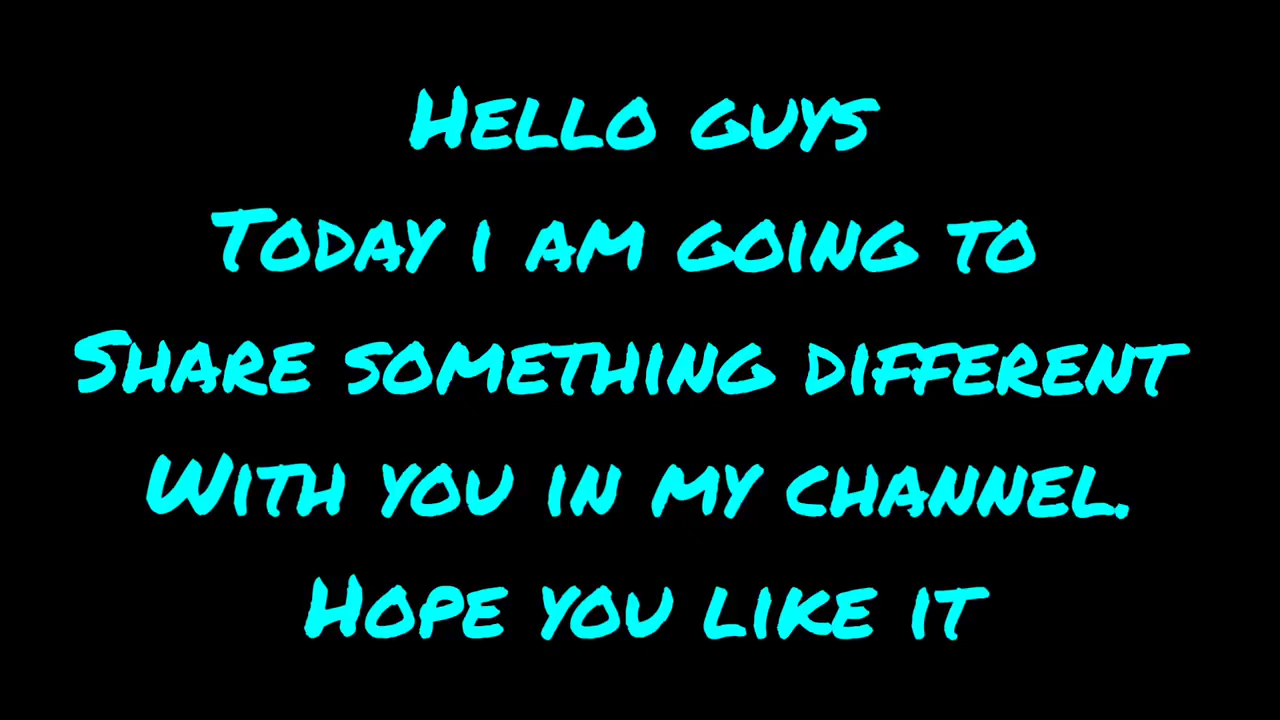 Hello guys
Today i am going to
Share something different
With you in my channel.
Hope you like it